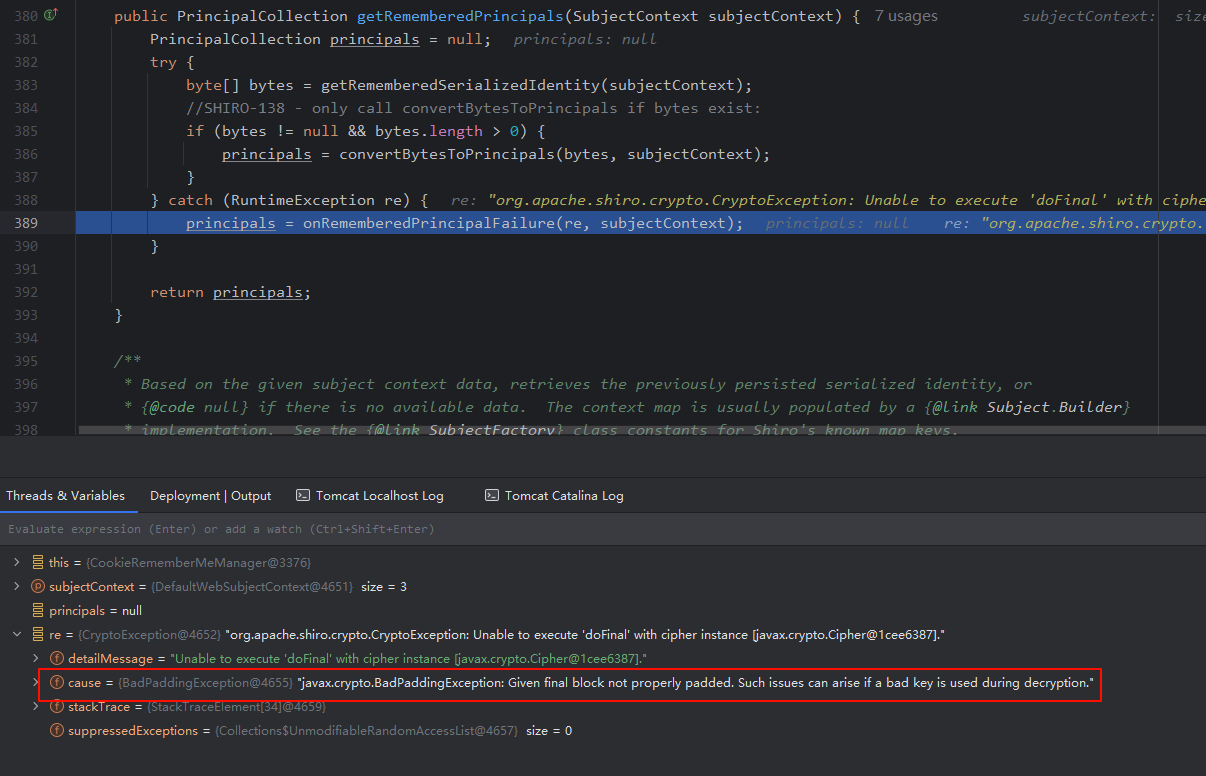 380 public PrincipalCollection getRememberedPrincipals(SubjectContext subjectContext) { 7 usages subjectContext: size
381 PrincipalCollection principals = null; principals: null
382 try {
383 byte[] bytes = getRememberedSerializedIdentity(subjectContext);
384 //SHIRO-138 - only call convertBytesToPrincipals if bytes exist:
385 if (bytes != null && bytes.length > 0) {
386 principals = convertBytesToPrincipals(bytes, subjectContext);
387 }
388 } catch (RuntimeException re) { re: "org.apache.shiro.crypto.CryptoException: Unable to execute 'doFinal' with ciphe
389 principals = onRememberedPrincipalFailure(re, subjectContext); principals: null re: "org.apache.shiro.crypto.
390 }
391
392 return principals;
393 }
394
395 /**
396 * Based on the given subject context data, retrieves the previously persisted serialized identity, or
397 * {@code null} if there is no available data. The context map is usually populated by a {@link Subject.Builder}
398 * implementation. See the {@link SubjectFactory} class constants for Shiro's known map keys.
Threads & Variables Deployment | Output Tomcat Localhost Log Tomcat Catalina Log
Evaluate expression (Enter) or add a watch (Ctrl+Shift+Enter)
this = {CookieRememberMeManager@3376}
subjectContext = {DefaultWebSubjectContext@4651} size = 3
principals = null
re = {CryptoException@4652} "org.apache.shiro.crypto.CryptoException: Unable to execute 'doFinal' with cipher instance [javax.crypto.Cipher@1cee6387]."
detailMessage = "Unable to execute 'doFinal' with cipher instance [javax.crypto.Cipher@1cee6387]."
cause = {BadPaddingException@4655} "javax.crypto.BadPaddingException: Given final block not properly padded. Such issues can arise if a bad key is used during decryption."
stackTrace = {StackTraceElement[34]@4659}
suppressedExceptions = {Collections$UnmodifiableRandomAccessList@4657} size = 0